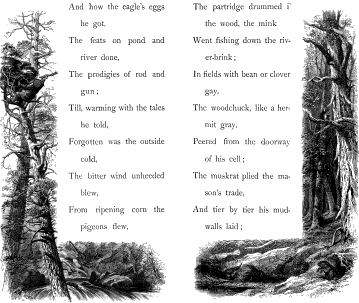 And how the eagle's eggs
he got,
The feats on pond and
river done,
The prodigies of rod and
gun;
Till, warming with the tales
he told,
Forgotten was the outside
cold,
The bitter wind unheeded
blew,
From ripening corn the
pigeons flew,
The partridge drummed i'
the wood, the mink
Went fishing down the riv-
er-brink;
In fields with bean or clover
gay,
The woodchuck, like a her-
mit gray,
Peered from the doorway
of his cell;
The muskrat plied the ma-
son's trade,
And tier by tier his mud-
walls laid;